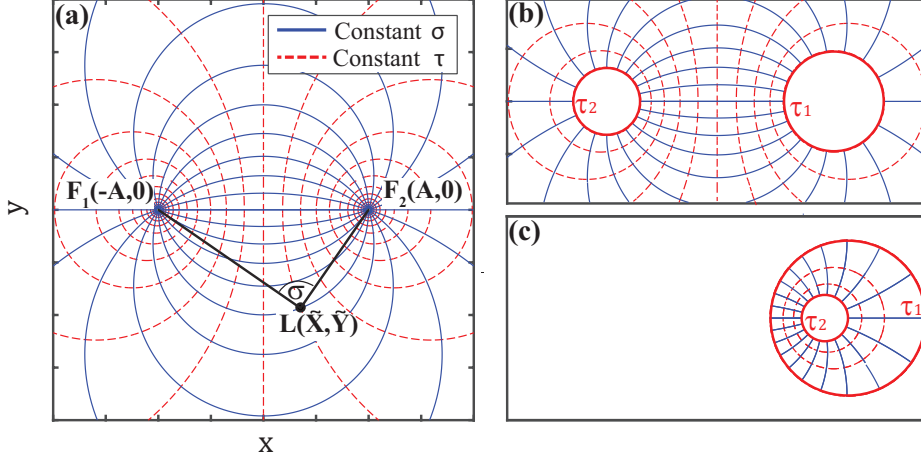 (a)
Constant σ
Constant τ
F₁(-A,0)
F₂(A,0)
σ
L(X̃,Ỹ)
y
x
(b)
τ₂
τ₁
(c)
τ₂
τ₁